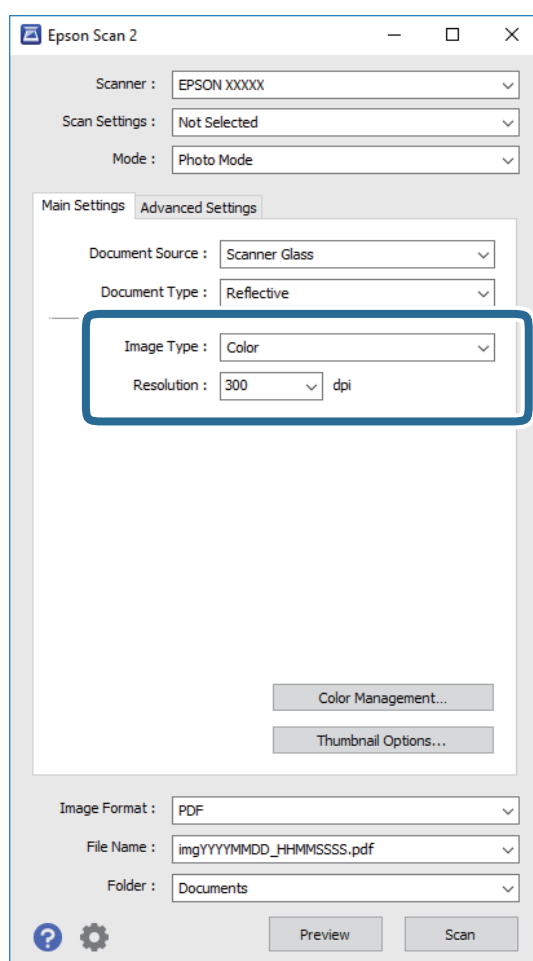 Epson Scan 2
Scanner : EPSON XXXXX
Scan Settings : Not Selected
Mode : Photo Mode
Main Settings Advanced Settings
Document Source : Scanner Glass
Document Type : Reflective
Image Type : Color
Resolution : 300 dpi
Color Management...
Thumbnail Options...
Image Format : PDF
File Name : imgYYYYMMDD_HHMMSSSS.pdf
Folder : Documents
? Preview Scan